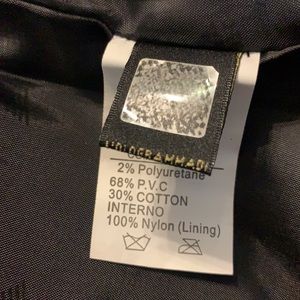 2% Polyuretane
68% P.V.C
30% COTTON
INTERNO
100% Nylon (Lining)